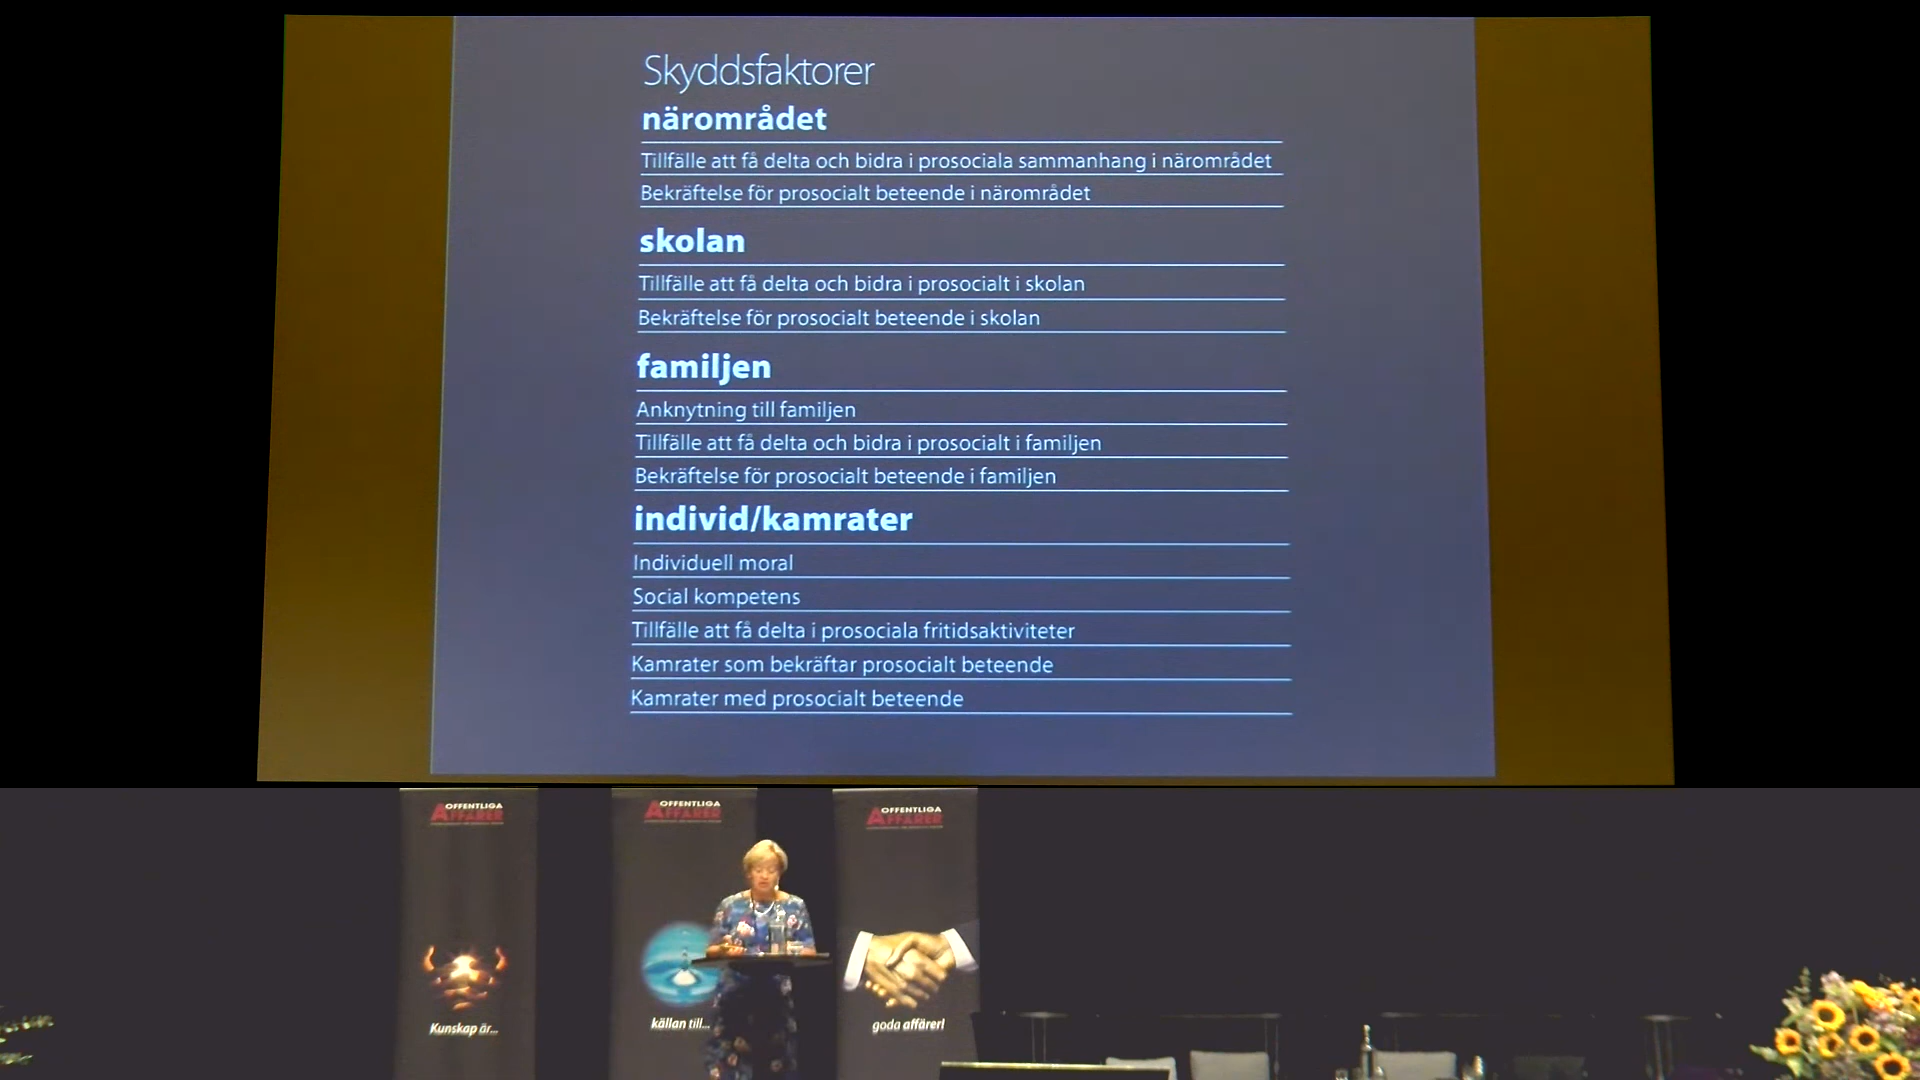 Skyddsfaktorer
närområdet
Tillfälle att få delta och bidra i prosociala sammanhang i närområdet
Bekräftelse för prosocialt beteende i närområdet
skolan
Tillfälle att få delta och bidra i prosocialt i skolan
Bekräftelse för prosocialt beteende i skolan
familjen
Anknytning till familjen
Tillfälle att få delta och bidra i prosocialt i familjen
Bekräftelse för prosocialt beteende i familjen
individ/kamrater
Individuell moral
Social kompetens
Tillfälle att få delta i prosociala fritidsaktiviteter
Kamrater som bekräftar prosocialt beteende
Kamrater med prosocialt beteende
OFFENTLIGA
AFFÄRER
Kunskap är...
OFFENTLIGA
AFFÄRER
källan till...
OFFENTLIGA
AFFÄRER
goda affärer!